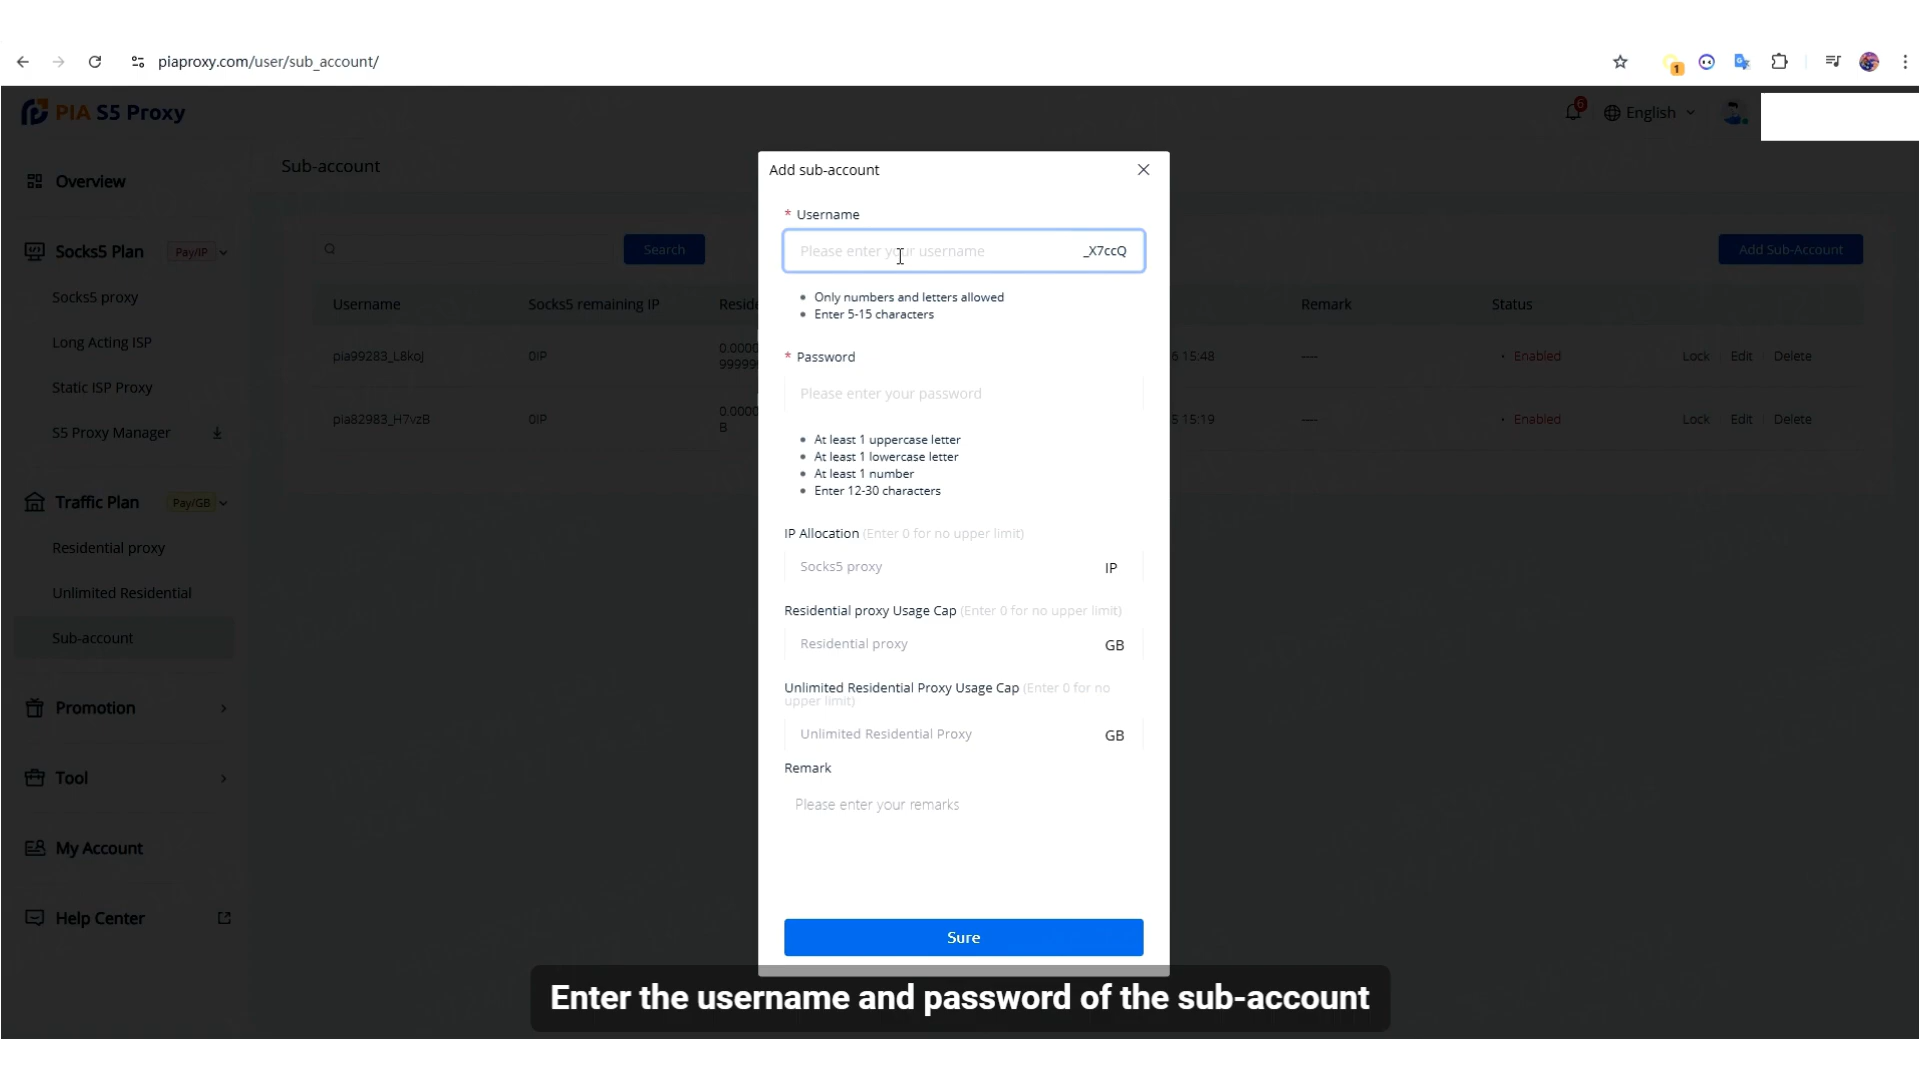 piaproxy.com/user/sub_account/
1
PIA S5 Proxy
6
English
Overview
Socks5 Plan Pay/IP
Socks5 proxy
Long Acting ISP
Static ISP Proxy
S5 Proxy Manager
Traffic Plan Pay/GB
Residential proxy
Unlimited Residential
Sub-account
Promotion
Tool
My Account
Help Center
Sub-account
Search
Add Sub-Account
Username Socks5 remaining IP Reside Remark Status
pia99283_L8koj 0IP 0.0000 6 15:48 ---- • Enabled Lock Edit Delete
999999
pia82983_H7vzB 0IP 0.0000 5 15:19 ---- • Enabled Lock Edit Delete
B
Add sub-account
* Username
Please enter your username _X7ccQ
• Only numbers and letters allowed
• Enter 5-15 characters
* Password
Please enter your password
• At least 1 uppercase letter
• At least 1 lowercase letter
• At least 1 number
• Enter 12-30 characters
IP Allocation (Enter 0 for no upper limit)
Socks5 proxy IP
Residential proxy Usage Cap (Enter 0 for no upper limit)
Residential proxy GB
Unlimited Residential Proxy Usage Cap (Enter 0 for no
upper limit)
Unlimited Residential Proxy GB
Remark
Please enter your remarks
Sure
Enter the username and password of the sub-account